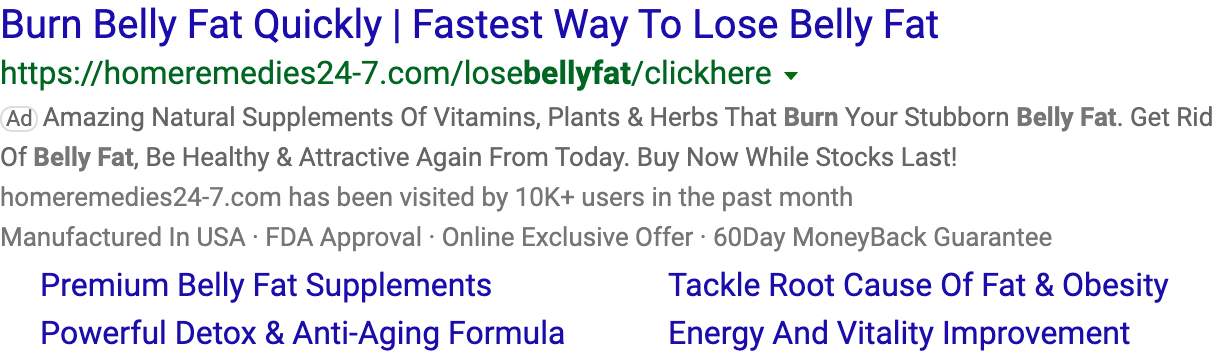 Burn Belly Fat Quickly | Fastest Way To Lose Belly Fat
https://homeremedies24-7.com/losebellyfat/clickhere
Ad Amazing Natural Supplements Of Vitamins, Plants & Herbs That Burn Your Stubborn Belly Fat. Get Rid
Of Belly Fat, Be Healthy & Attractive Again From Today. Buy Now While Stocks Last!
homeremedies24-7.com has been visited by 10K+ users in the past month
Manufactured In USA · FDA Approval · Online Exclusive Offer · 60Day MoneyBack Guarantee
Premium Belly Fat Supplements Tackle Root Cause Of Fat & Obesity
Powerful Detox & Anti-Aging Formula Energy And Vitality Improvement